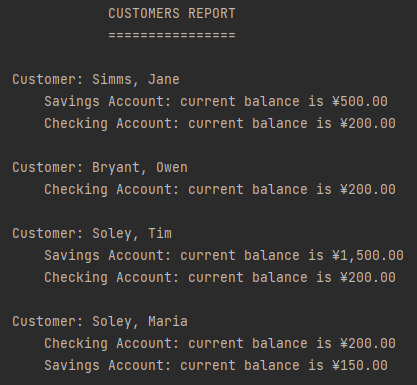 CUSTOMERS REPORT
================
Customer: Simms, Jane
Savings Account: current balance is ¥500.00
Checking Account: current balance is ¥200.00
Customer: Bryant, Owen
Checking Account: current balance is ¥200.00
Customer: Soley, Tim
Savings Account: current balance is ¥1,500.00
Checking Account: current balance is ¥200.00
Customer: Soley, Maria
Checking Account: current balance is ¥200.00
Savings Account: current balance is ¥150.00